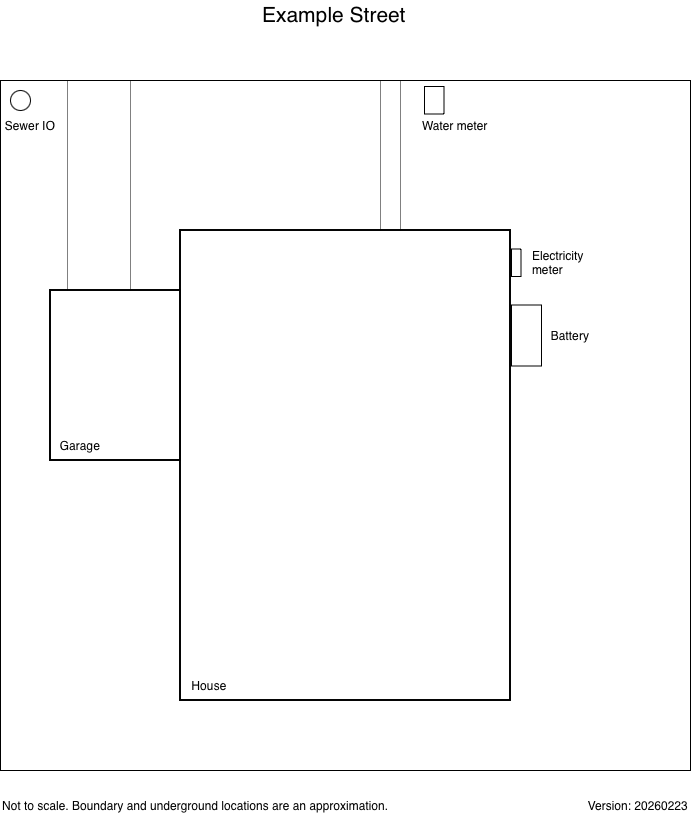 Example Street
Sewer IO
Water meter
Electricity
meter
Battery
Garage
House
Not to scale. Boundary and underground locations are an approximation.
Version: 20260223